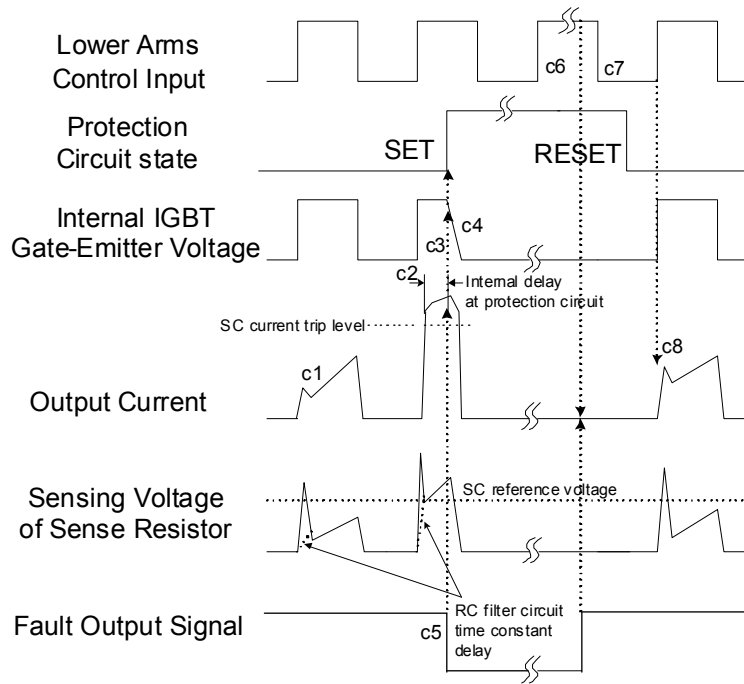 Lower Arms
Control Input
c6
c7
Protection
Circuit state
SET
RESET
Internal IGBT
Gate-Emitter Voltage
c4
c3
c2
Internal delay
at protection circuit
SC current trip level
c1
c8
Output Current
Sensing Voltage
of Sense Resistor
SC reference voltage
Fault Output Signal
c5
RC filter circuit
time constant
delay